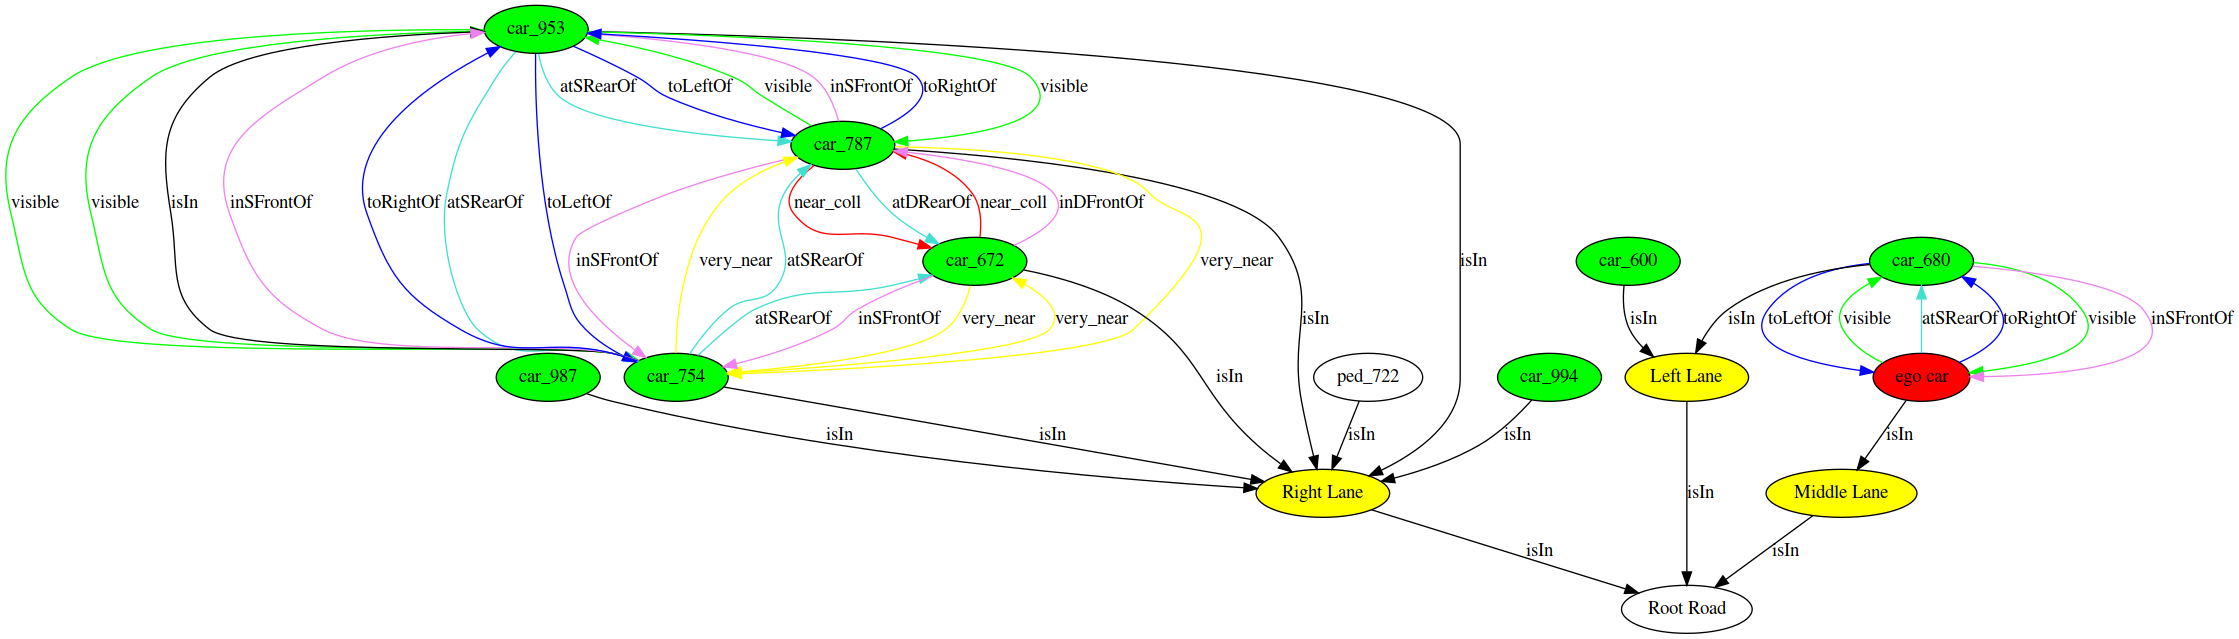 car_953
atSRearOf
toLeftOf
visible
inSFrontOf
toRightOf
visible
car_787
visible
visible
isIn
inSFrontOf
toRightOf
atSRearOf
toLeftOf
near_coll
atDRearOf
near_coll
inDFrontOf
inSFrontOf
very_near
atSRearOf
car_672
very_near
isIn
car_600
car_680
atSRearOf
inSFrontOf
very_near
very_near
isIn
isIn
isIn
toLeftOf
visible
atSRearOf
toRightOf
visible
inSFrontOf
car_987
car_754
isIn
ped_722
car_994
Left Lane
ego car
isIn
isIn
isIn
isIn
isIn
Right Lane
isIn
Middle Lane
isIn
isIn
Root Road